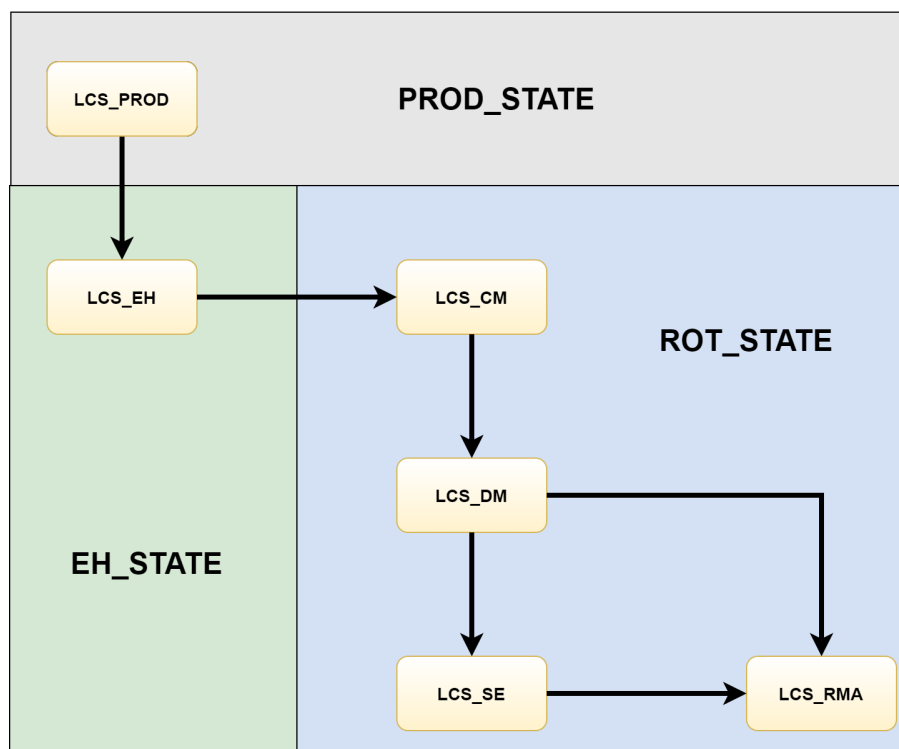 LCS_PROD
PROD_STATE
LCS_EH
LCS_CM
ROT_STATE
LCS_DM
EH_STATE
LCS_SE
LCS_RMA